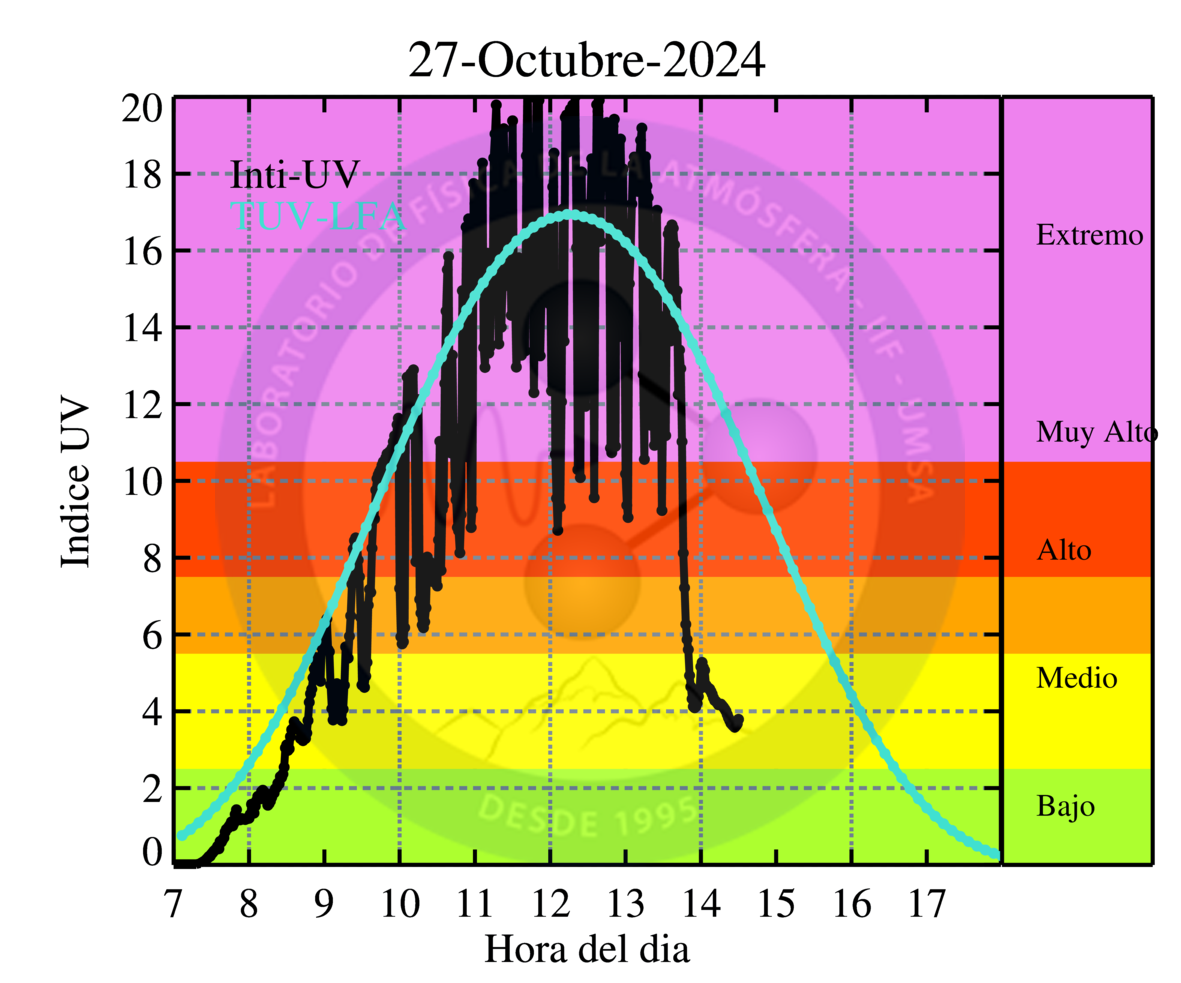 27-Octubre-2024
Inti-UV
TUV-LFA
Indice UV
20
18
16
14
12
10
8
6
4
2
0
7 8 9 10 11 12 13 14 15 16 17
Hora del dia
Extremo
Muy Alto
Alto
Medio
Bajo
LABORATORIO DE FÍSICA DE LA ATMÓSFERA - IIF - UMSA
DESDE 1995